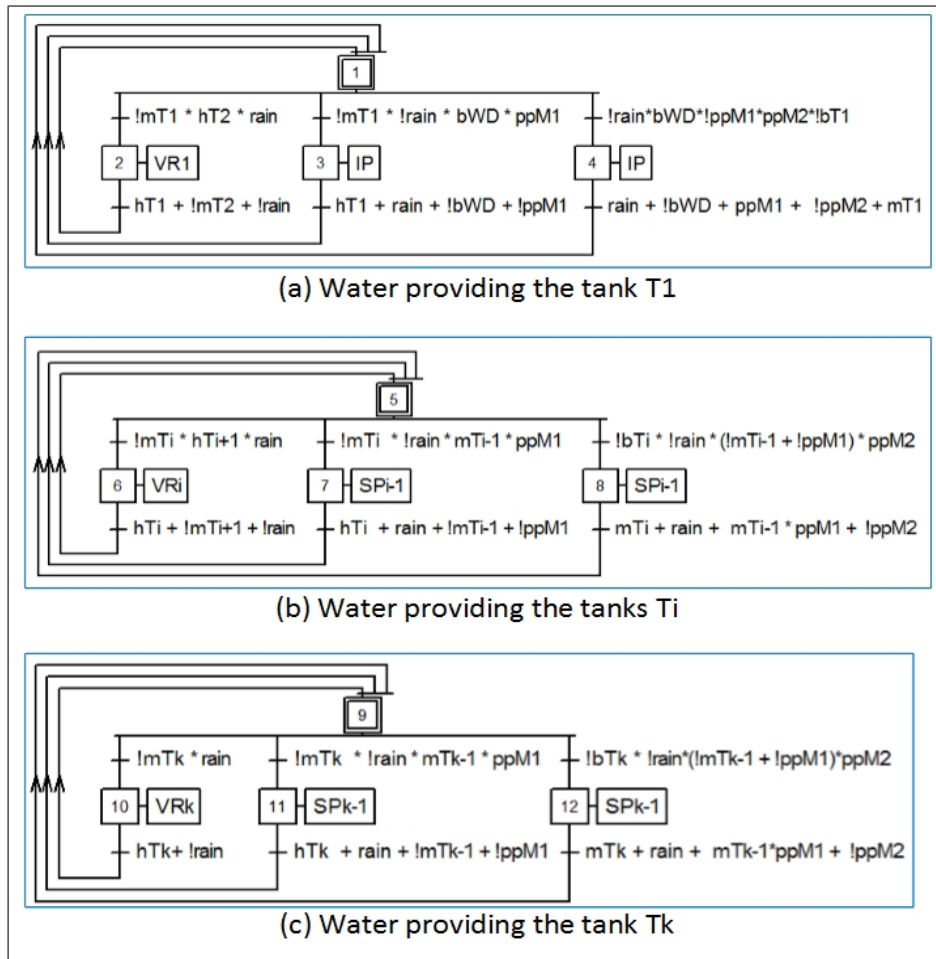 1
!mT1 * hT2 * rain !mT1 * !rain * bWD * ppM1 !rain*bWD*!ppM1*ppM2*!bT1
2 VR1 3 IP 4 IP
hT1 + !mT2 + !rain hT1 + rain + !bWD + !ppM1 rain + !bWD + ppM1 + !ppM2 + mT1
(a) Water providing the tank T1
5
!mTi * hTi+1 * rain !mTi * !rain * mTi-1 * ppM1 !bTi * !rain * (!mTi-1 + !ppM1) * ppM2
6 VRi 7 SPi-1 8 SPi-1
hTi + !mTi+1 + !rain hTi + rain + !mTi-1 + !ppM1 mTi + rain + mTi-1 * ppM1 + !ppM2
(b) Water providing the tanks Ti
9
!mTk * rain !mTk * !rain * mTk-1 * ppM1 !bTk * !rain*(!mTk-1 + !ppM1)*ppM2
10 VRk 11 SPk-1 12 SPk-1
hTk+ !rain hTk + rain + !mTk-1 + !ppM1 mTk + rain + mTk-1*ppM1 + !ppM2
(c) Water providing the tank Tk